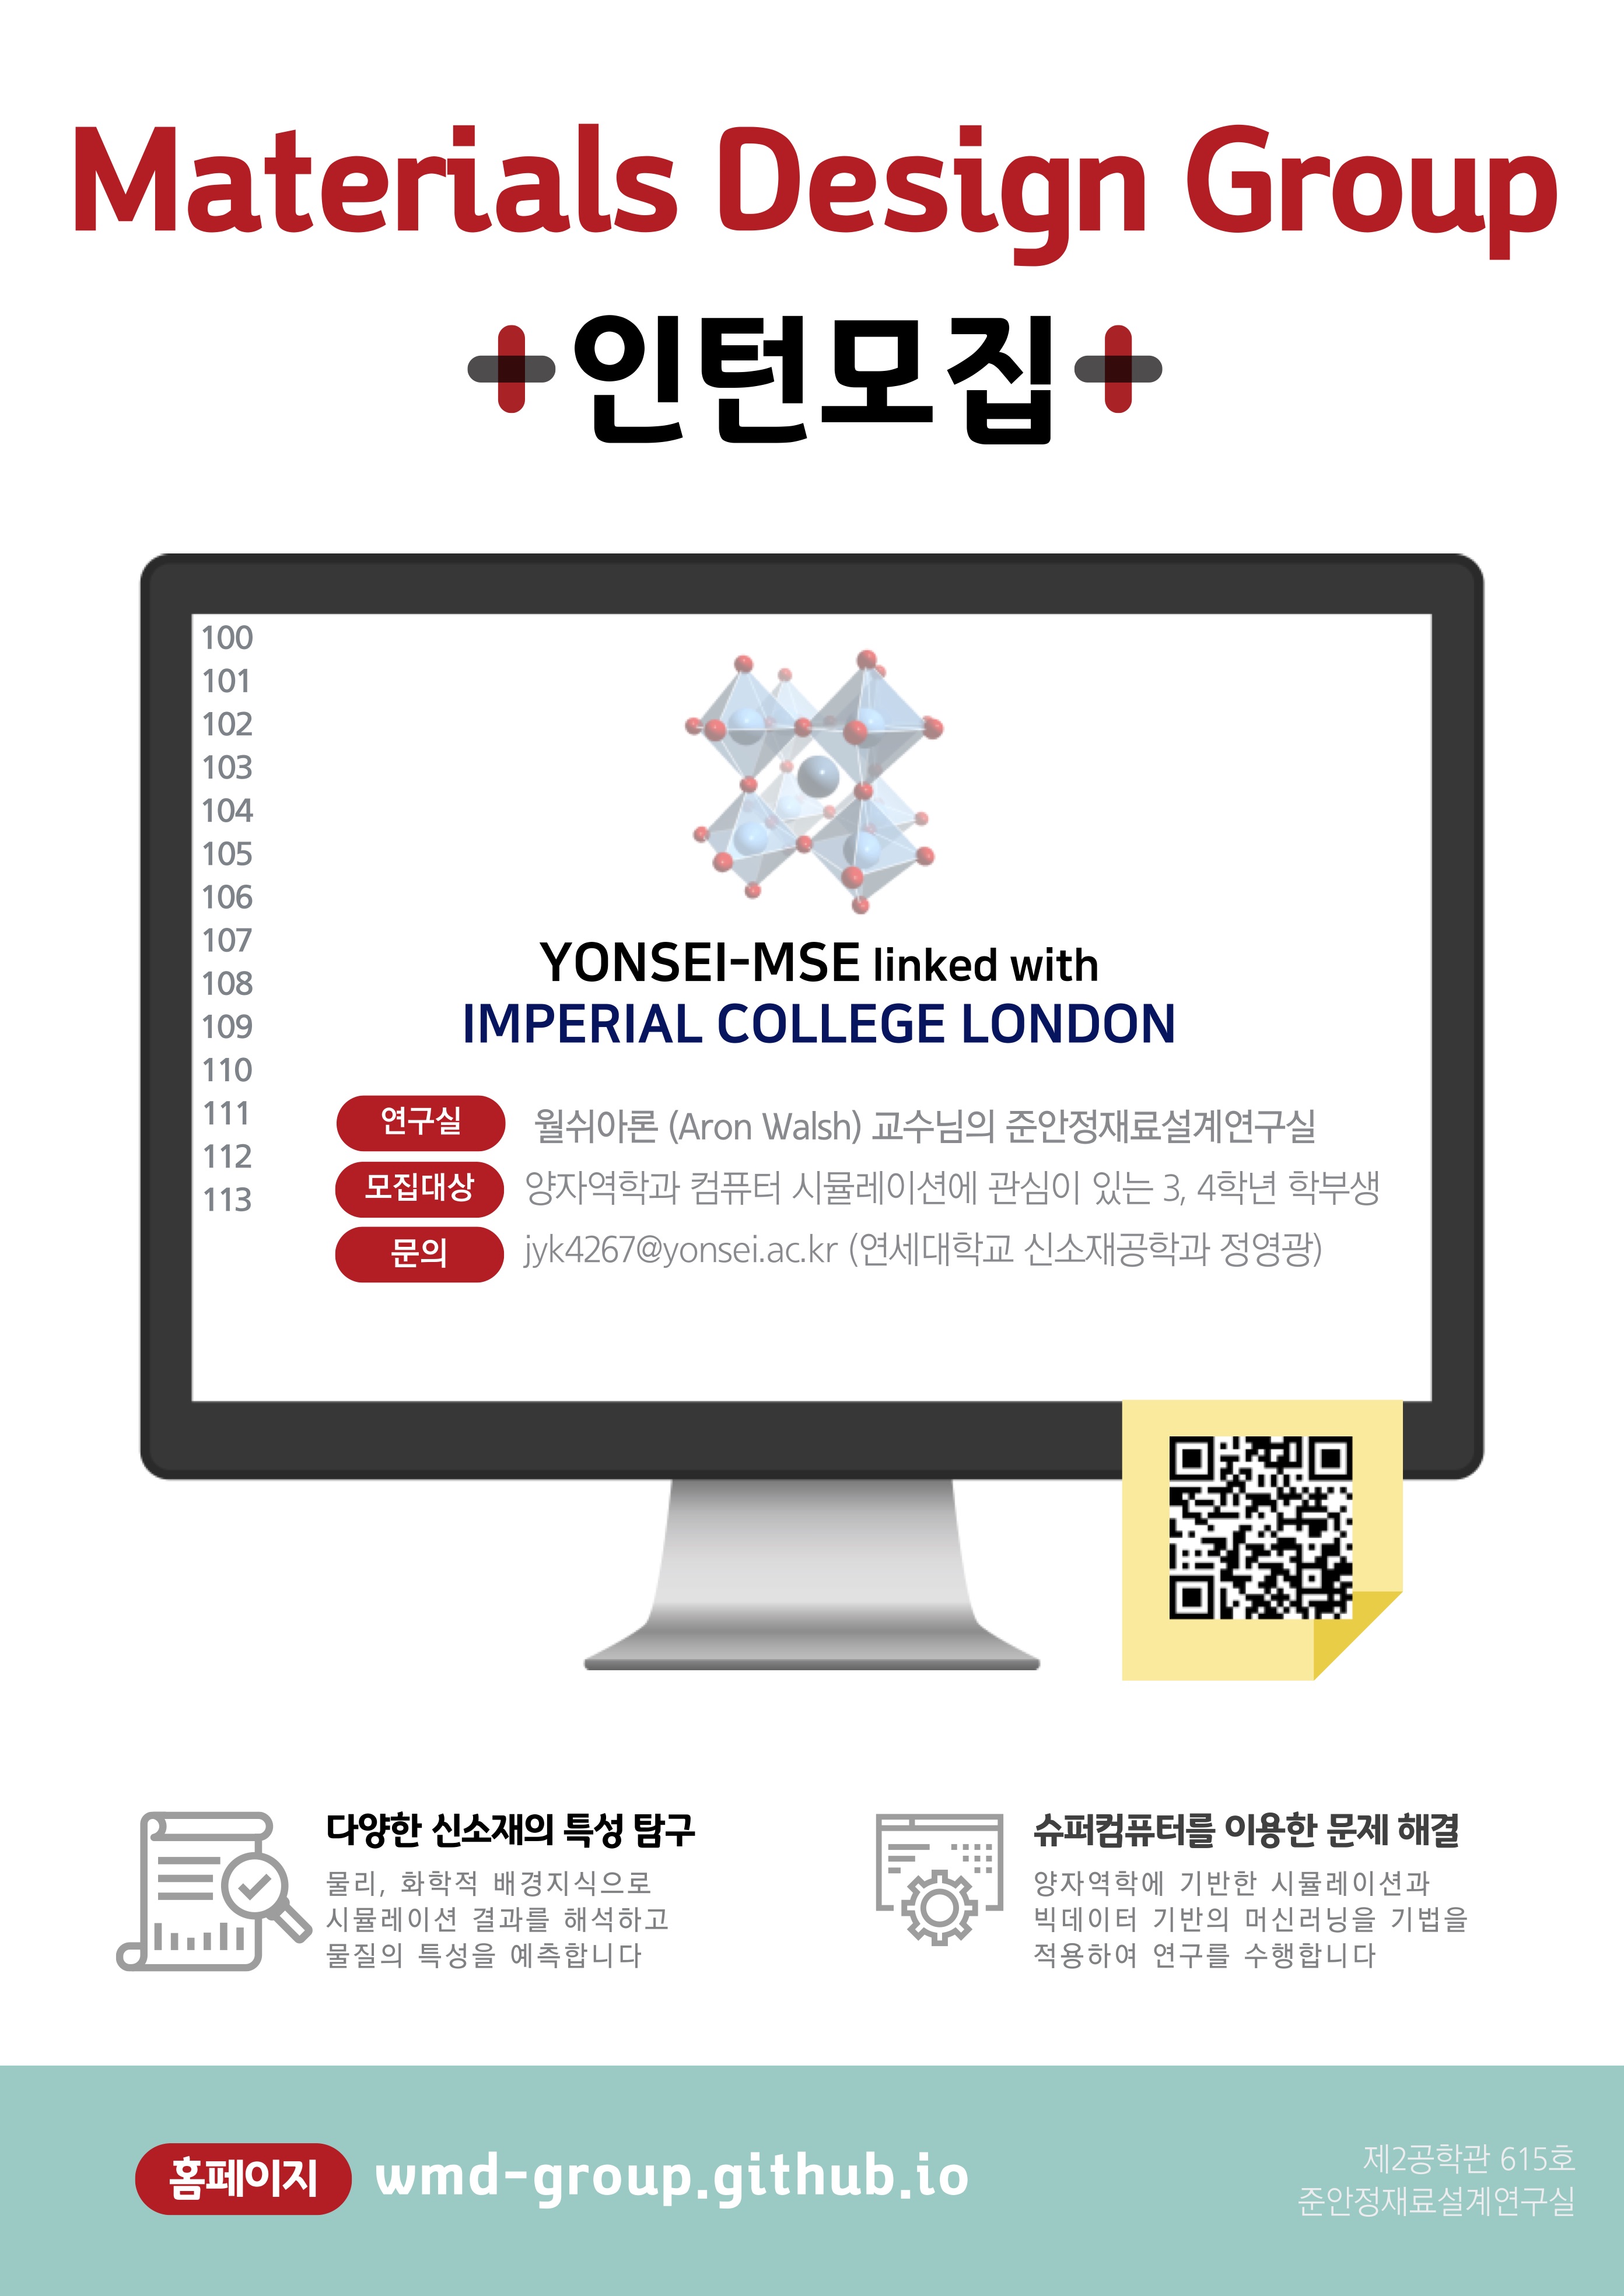 Materials Design Group
인턴모집
100
101
102
103
104
105
106
107
108
109
110
111
112
113
YONSEI-MSE linked with
IMPERIAL COLLEGE LONDON
연구실 월쉬아론 (Aron Walsh) 교수님의 준안정재료설계연구실
모집대상 양자역학과 컴퓨터 시뮬레이션에 관심이 있는 3, 4학년 학부생
문의 jyk4267@yonsei.ac.kr (연세대학교 신소재공학과 정영광)
다양한 신소재의 특성 탐구
물리, 화학적 배경지식으로
시뮬레이션 결과를 해석하고
물질의 특성을 예측합니다
슈퍼컴퓨터를 이용한 문제 해결
양자역학에 기반한 시뮬레이션과
빅데이터 기반의 머신러닝을 기법을
적용하여 연구를 수행합니다
홈페이지 wmd-group.github.io
제2공학관 615호
준안정재료설계연구실